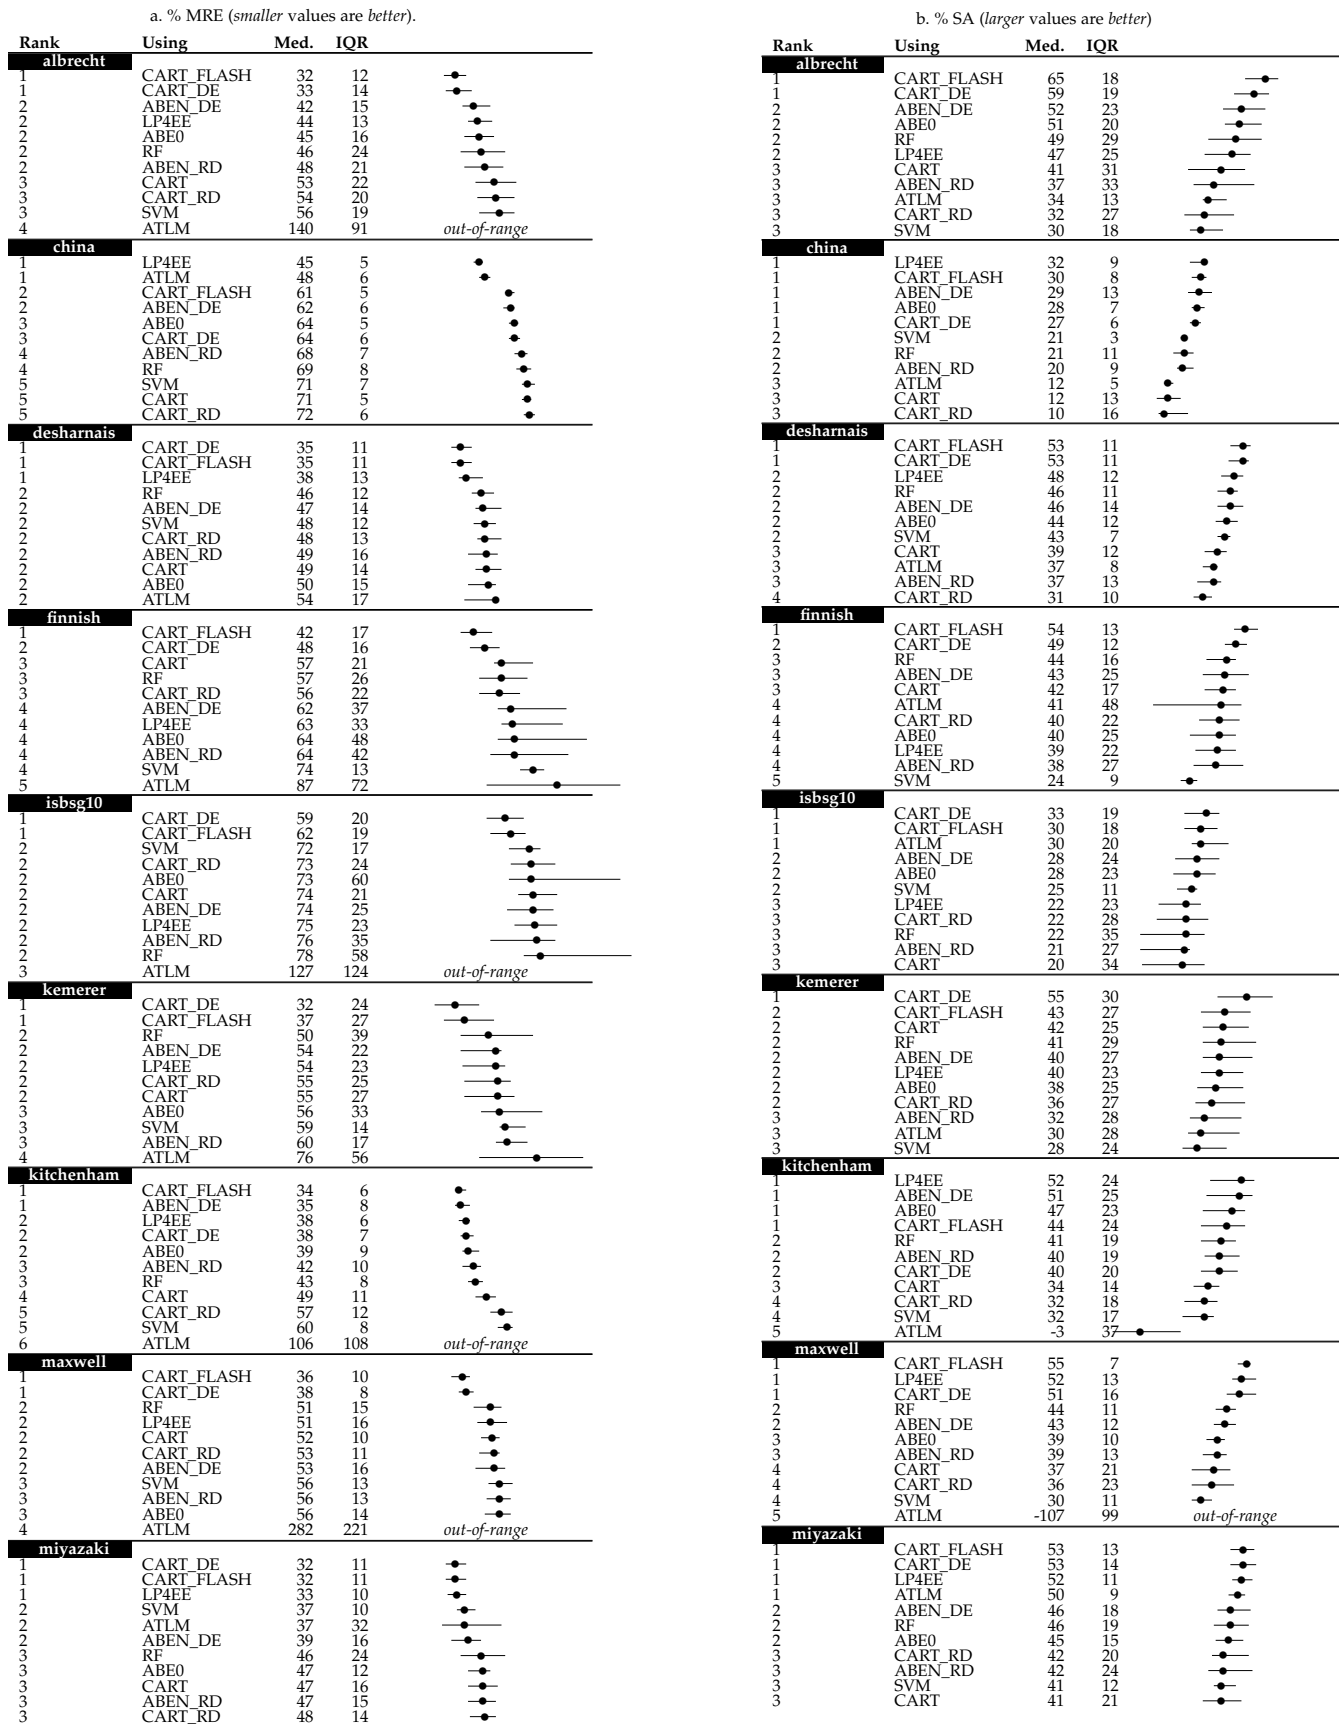 a. % MRE (smaller values are better).
Rank Using Med. IQR
albrecht
1 CART_FLASH 32 12
1 CART_DE 33 14
2 ABEN_DE 42 15
2 LP4EE 44 13
2 ABE0 45 16
2 RF 46 24
2 ABEN_RD 48 21
3 CART 53 22
3 CART_RD 54 20
3 SVM 56 19
4 ATLM 140 91 out-of-range
china
1 LP4EE 45 5
1 ATLM 48 6
2 CART_FLASH 61 5
2 ABEN_DE 62 6
3 ABE0 64 5
3 CART_DE 64 6
4 ABEN_RD 68 7
4 RF 69 8
5 SVM 71 7
5 CART 71 5
5 CART_RD 72 6
desharnais
1 CART_DE 35 11
1 CART_FLASH 35 11
1 LP4EE 38 13
2 RF 46 12
2 ABEN_DE 47 14
2 SVM 48 12
2 CART_RD 48 13
2 ABEN_RD 49 16
2 CART 49 14
2 ABE0 50 15
2 ATLM 54 17
finnish
1 CART_FLASH 42 17
2 CART_DE 48 16
3 CART 57 21
3 RF 57 26
3 CART_RD 56 22
4 ABEN_DE 62 37
4 LP4EE 63 33
4 ABE0 64 48
4 ABEN_RD 64 42
4 SVM 74 13
5 ATLM 87 72
isbsg10
1 CART_DE 59 20
1 CART_FLASH 62 19
2 SVM 72 17
2 CART_RD 73 24
2 ABE0 73 60
2 CART 74 21
2 ABEN_DE 74 25
2 LP4EE 75 23
2 ABEN_RD 76 35
2 RF 78 58
3 ATLM 127 124 out-of-range
kemerer
1 CART_DE 32 24
1 CART_FLASH 37 27
2 RF 50 39
2 ABEN_DE 54 22
2 LP4EE 54 23
2 CART_RD 55 25
2 CART 55 27
3 ABE0 56 33
3 SVM 59 14
3 ABEN_RD 60 17
4 ATLM 76 56
kitchenham
1 CART_FLASH 34 6
1 ABEN_DE 35 8
2 LP4EE 38 6
2 CART_DE 38 7
2 ABE0 39 9
3 ABEN_RD 42 10
3 RF 43 8
4 CART 49 11
5 CART_RD 57 12
5 SVM 60 8
6 ATLM 106 108 out-of-range
maxwell
1 CART_FLASH 36 10
1 CART_DE 38 8
2 RF 51 15
2 LP4EE 51 16
2 CART 52 10
2 CART_RD 53 11
2 ABEN_DE 53 16
3 SVM 56 13
3 ABEN_RD 56 13
3 ABE0 56 14
4 ATLM 282 221 out-of-range
miyazaki
1 CART_DE 32 11
1 CART_FLASH 32 11
1 LP4EE 33 10
2 SVM 37 10
2 ATLM 37 32
2 ABEN_DE 39 16
3 RF 46 24
3 ABE0 47 12
3 CART 47 16
3 ABEN_RD 47 15
3 CART_RD 48 14
b. % SA (larger values are better)
Rank Using Med. IQR
albrecht
1 CART_FLASH 65 18
1 CART_DE 59 19
2 ABEN_DE 52 23
2 ABE0 51 20
2 RF 49 29
2 LP4EE 47 25
3 CART 41 31
3 ABEN_RD 37 33
3 ATLM 34 13
3 CART_RD 32 27
3 SVM 30 18
china
1 LP4EE 32 9
1 CART_FLASH 30 8
1 ABEN_DE 29 13
1 ABE0 28 7
1 CART_DE 27 6
2 SVM 21 3
2 RF 21 11
2 ABEN_RD 20 9
3 ATLM 12 5
3 CART 12 13
3 CART_RD 10 16
desharnais
1 CART_FLASH 53 11
1 CART_DE 53 11
2 LP4EE 48 12
2 RF 46 11
2 ABEN_DE 46 14
2 ABE0 44 12
2 SVM 43 7
3 CART 39 12
3 ATLM 37 8
3 ABEN_RD 37 13
4 CART_RD 31 10
finnish
1 CART_FLASH 54 13
2 CART_DE 49 12
3 RF 44 16
3 ABEN_DE 43 25
3 CART 42 17
4 ATLM 41 48
4 CART_RD 40 22
4 ABE0 40 25
4 LP4EE 39 22
4 ABEN_RD 38 27
5 SVM 24 9
isbsg10
1 CART_DE 33 19
1 CART_FLASH 30 18
1 ATLM 30 20
2 ABEN_DE 28 24
2 ABE0 28 23
2 SVM 25 11
3 LP4EE 22 23
3 CART_RD 22 28
3 RF 22 35
3 ABEN_RD 21 27
3 CART 20 34
kemerer
1 CART_DE 55 30
2 CART_FLASH 43 27
2 CART 42 25
2 RF 41 29
2 ABEN_DE 40 27
2 LP4EE 40 23
2 ABE0 38 25
2 CART_RD 36 27
3 ABEN_RD 32 28
3 ATLM 30 28
3 SVM 28 24
kitchenham
1 LP4EE 52 24
1 ABEN_DE 51 25
1 ABE0 47 23
1 CART_FLASH 44 24
2 RF 41 19
2 ABEN_RD 40 19
2 CART_DE 40 20
3 CART 34 14
4 CART_RD 32 18
4 SVM 32 17
5 ATLM -3 37
maxwell
1 CART_FLASH 55 7
1 LP4EE 52 13
1 CART_DE 51 16
2 RF 44 11
2 ABEN_DE 43 12
3 ABE0 39 10
3 ABEN_RD 39 13
4 CART 37 21
4 CART_RD 36 23
4 SVM 30 11
5 ATLM -107 99 out-of-range
miyazaki
1 CART_FLASH 53 13
1 CART_DE 53 14
1 LP4EE 52 11
1 ATLM 50 9
2 ABEN_DE 46 18
2 RF 46 19
2 ABE0 45 15
3 CART_RD 42 20
3 ABEN_RD 42 24
3 SVM 41 12
3 CART 41 21